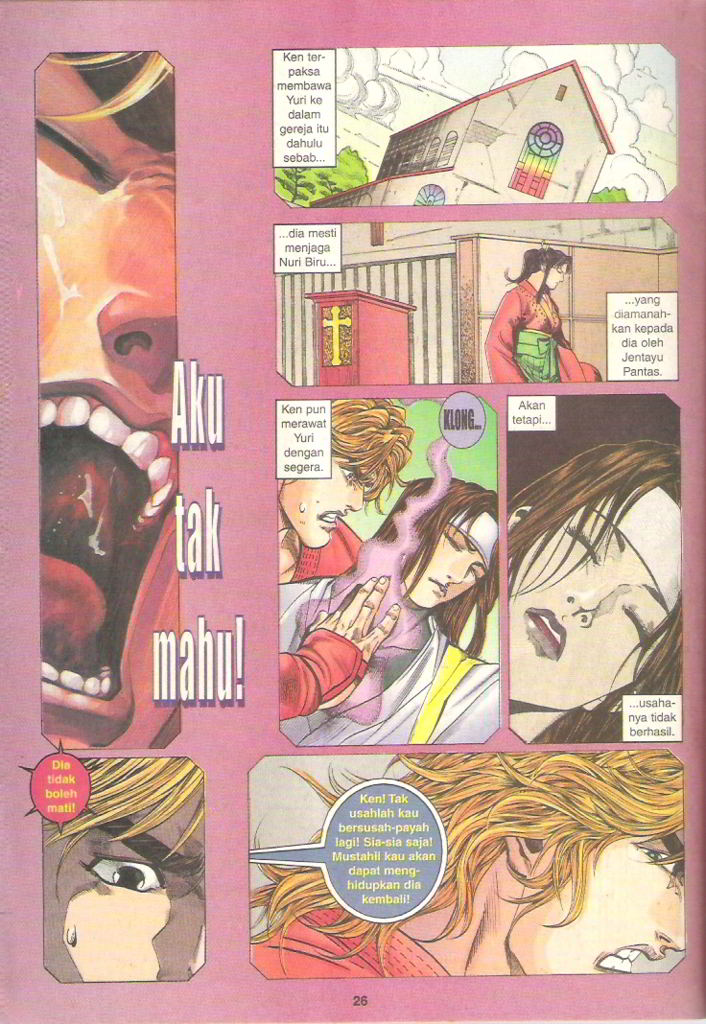 Ken ter-
paksa
membawa
Yuri ke
dalam
gereja itu
dahulu
sebab...
...dia mesti
menjaga
Nuri Biru...
...yang
diamanah-
kan kepada
dia oleh
Jentayu
Pantas.
Aku
tak
mahu!
Ken pun
merawat
Yuri
dengan
segera.
KLONG...
Akan
tetapi...
...usaha-
nya tidak
berhasil.
Dia
tidak
boleh
mati!
Ken! Tak
usahlah kau
bersusah-payah
lagi! Sia-sia saja!
Mustahil kau akan
dapat meng-
hidupkan dia
kembali!
26